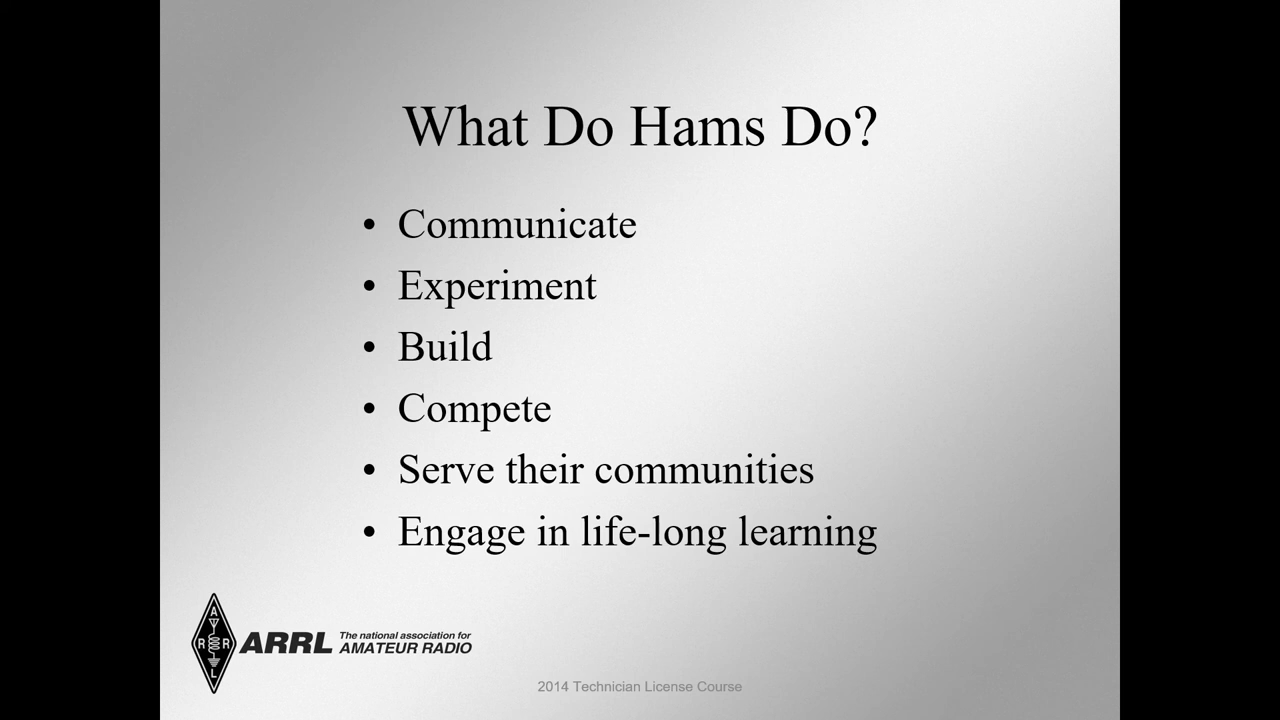 What Do Hams Do?
• Communicate
• Experiment
• Build
• Compete
• Serve their communities
• Engage in life-long learning
A
R R
L
ARRL
The national association for
AMATEUR RADIO
2014 Technician License Course